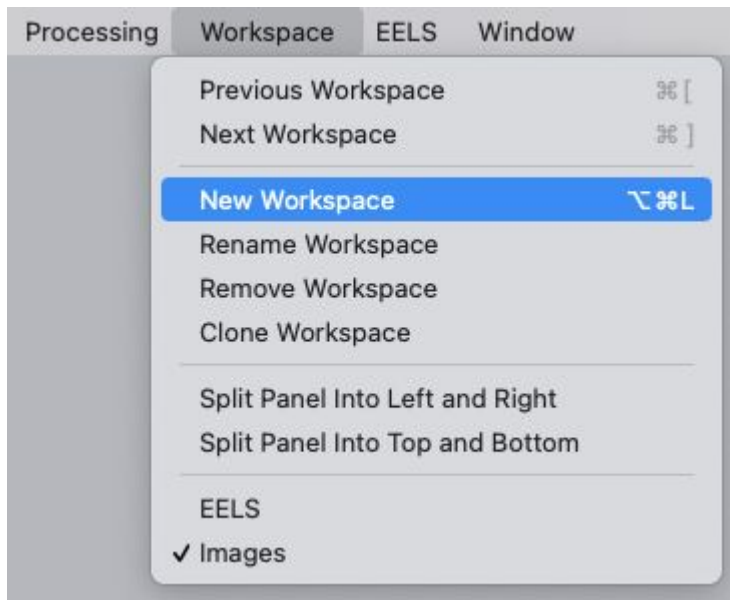 Processing Workspace EELS Window
Previous Workspace ⌘[
Next Workspace ⌘]
New Workspace ⌥⌘L
Rename Workspace
Remove Workspace
Clone Workspace
Split Panel Into Left and Right
Split Panel Into Top and Bottom
EELS
✓ Images